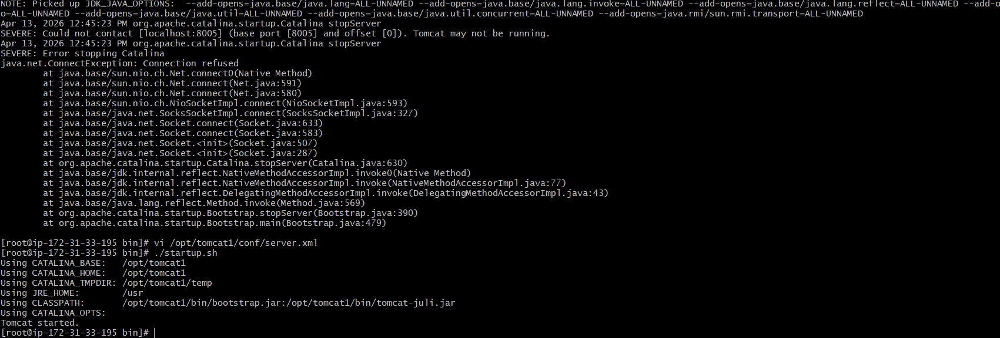 NOTE: Picked up JDK_JAVA_OPTIONS:  --add-opens=java.base/java.lang=ALL-UNNAMED --add-opens=java.base/java.lang.invoke=ALL-UNNAMED --add-opens=java.base/java.lang.reflect=ALL-UNNAMED --add-o
o=ALL-UNNAMED --add-opens=java.base/java.util=ALL-UNNAMED --add-opens=java.base/java.util.concurrent=ALL-UNNAMED --add-opens=java.rmi/sun.rmi.transport=ALL-UNNAMED
Apr 13, 2026 12:45:23 PM org.apache.catalina.startup.Catalina stopServer
SEVERE: Could not contact [localhost:8005] (base port [8005] and offset [0]). Tomcat may not be running.
Apr 13, 2026 12:45:23 PM org.apache.catalina.startup.Catalina stopServer
SEVERE: Error stopping Catalina
java.net.ConnectException: Connection refused
        at java.base/sun.nio.ch.Net.connect0(Native Method)
        at java.base/sun.nio.ch.Net.connect(Net.java:591)
        at java.base/sun.nio.ch.Net.connect(Net.java:580)
        at java.base/sun.nio.ch.NioSocketImpl.connect(NioSocketImpl.java:593)
        at java.base/java.net.SocksSocketImpl.connect(SocksSocketImpl.java:327)
        at java.base/java.net.Socket.connect(Socket.java:633)
        at java.base/java.net.Socket.connect(Socket.java:583)
        at java.base/java.net.Socket.<init>(Socket.java:507)
        at java.base/java.net.Socket.<init>(Socket.java:287)
        at org.apache.catalina.startup.Catalina.stopServer(Catalina.java:630)
        at java.base/jdk.internal.reflect.NativeMethodAccessorImpl.invoke0(Native Method)
        at java.base/jdk.internal.reflect.NativeMethodAccessorImpl.invoke(NativeMethodAccessorImpl.java:77)
        at java.base/jdk.internal.reflect.DelegatingMethodAccessorImpl.invoke(DelegatingMethodAccessorImpl.java:43)
        at java.base/java.lang.reflect.Method.invoke(Method.java:569)
        at org.apache.catalina.startup.Bootstrap.stopServer(Bootstrap.java:390)
        at org.apache.catalina.startup.Bootstrap.main(Bootstrap.java:479)
[root@ip-172-31-33-195 bin]# vi /opt/tomcat1/conf/server.xml
[root@ip-172-31-33-195 bin]# ./startup.sh
Using CATALINA_BASE:   /opt/tomcat1
Using CATALINA_HOME:   /opt/tomcat1
Using CATALINA_TMPDIR: /opt/tomcat1/temp
Using JRE_HOME:        /usr
Using CLASSPATH:       /opt/tomcat1/bin/bootstrap.jar:/opt/tomcat1/bin/tomcat-juli.jar
Using CATALINA_OPTS:
Tomcat started.
[root@ip-172-31-33-195 bin]#